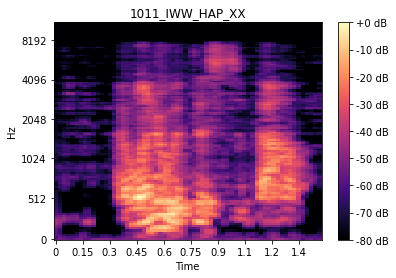 1011_IWW_HAP_XX
+0 dB
8192
-10 dB
4096
-20 dB
-30 dB
2048
Hz
-40 dB
1024
-50 dB
512
-60 dB
-70 dB
0
-80 dB
0 0.15 0.3 0.45 0.6 0.75 0.9 1.1 1.2 1.4
Time